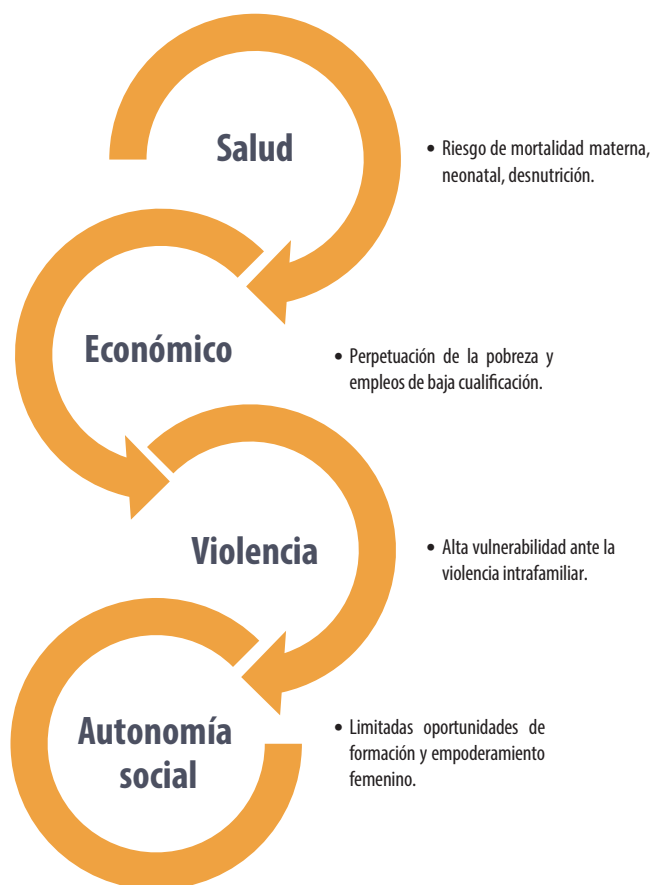 Salud
• Riesgo de mortalidad materna,
neonatal, desnutrición.
Económico
• Perpetuación de la pobreza y
empleos de baja cualificación.
Violencia
• Alta vulnerabilidad ante la
violencia intrafamiliar.
Autonomía
social
• Limitadas oportunidades de
formación y empoderamiento
femenino.